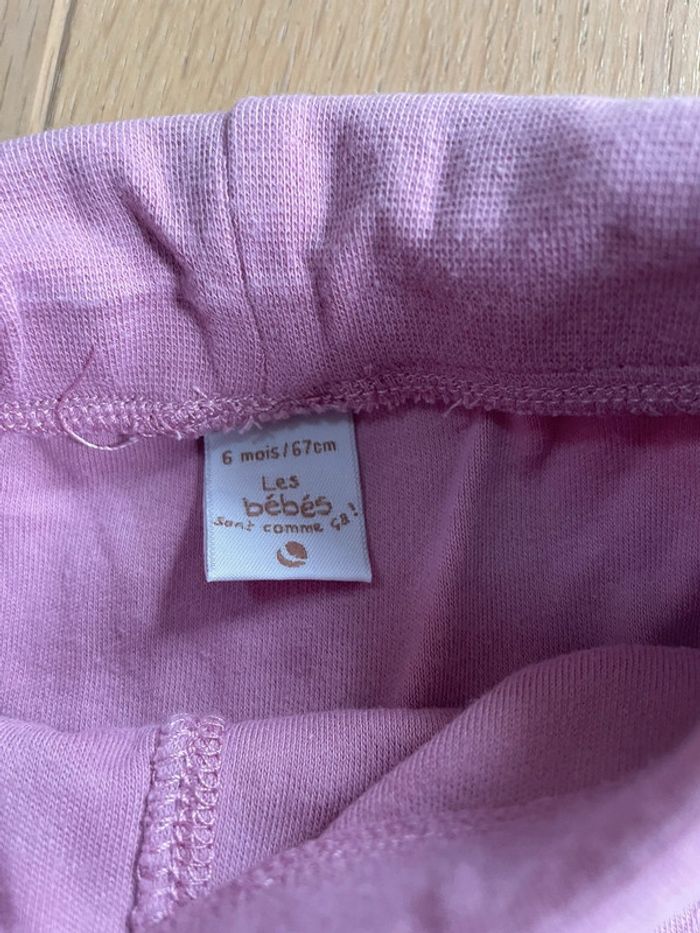 6 mois/67cm
Les
bébés
sont comme ça!